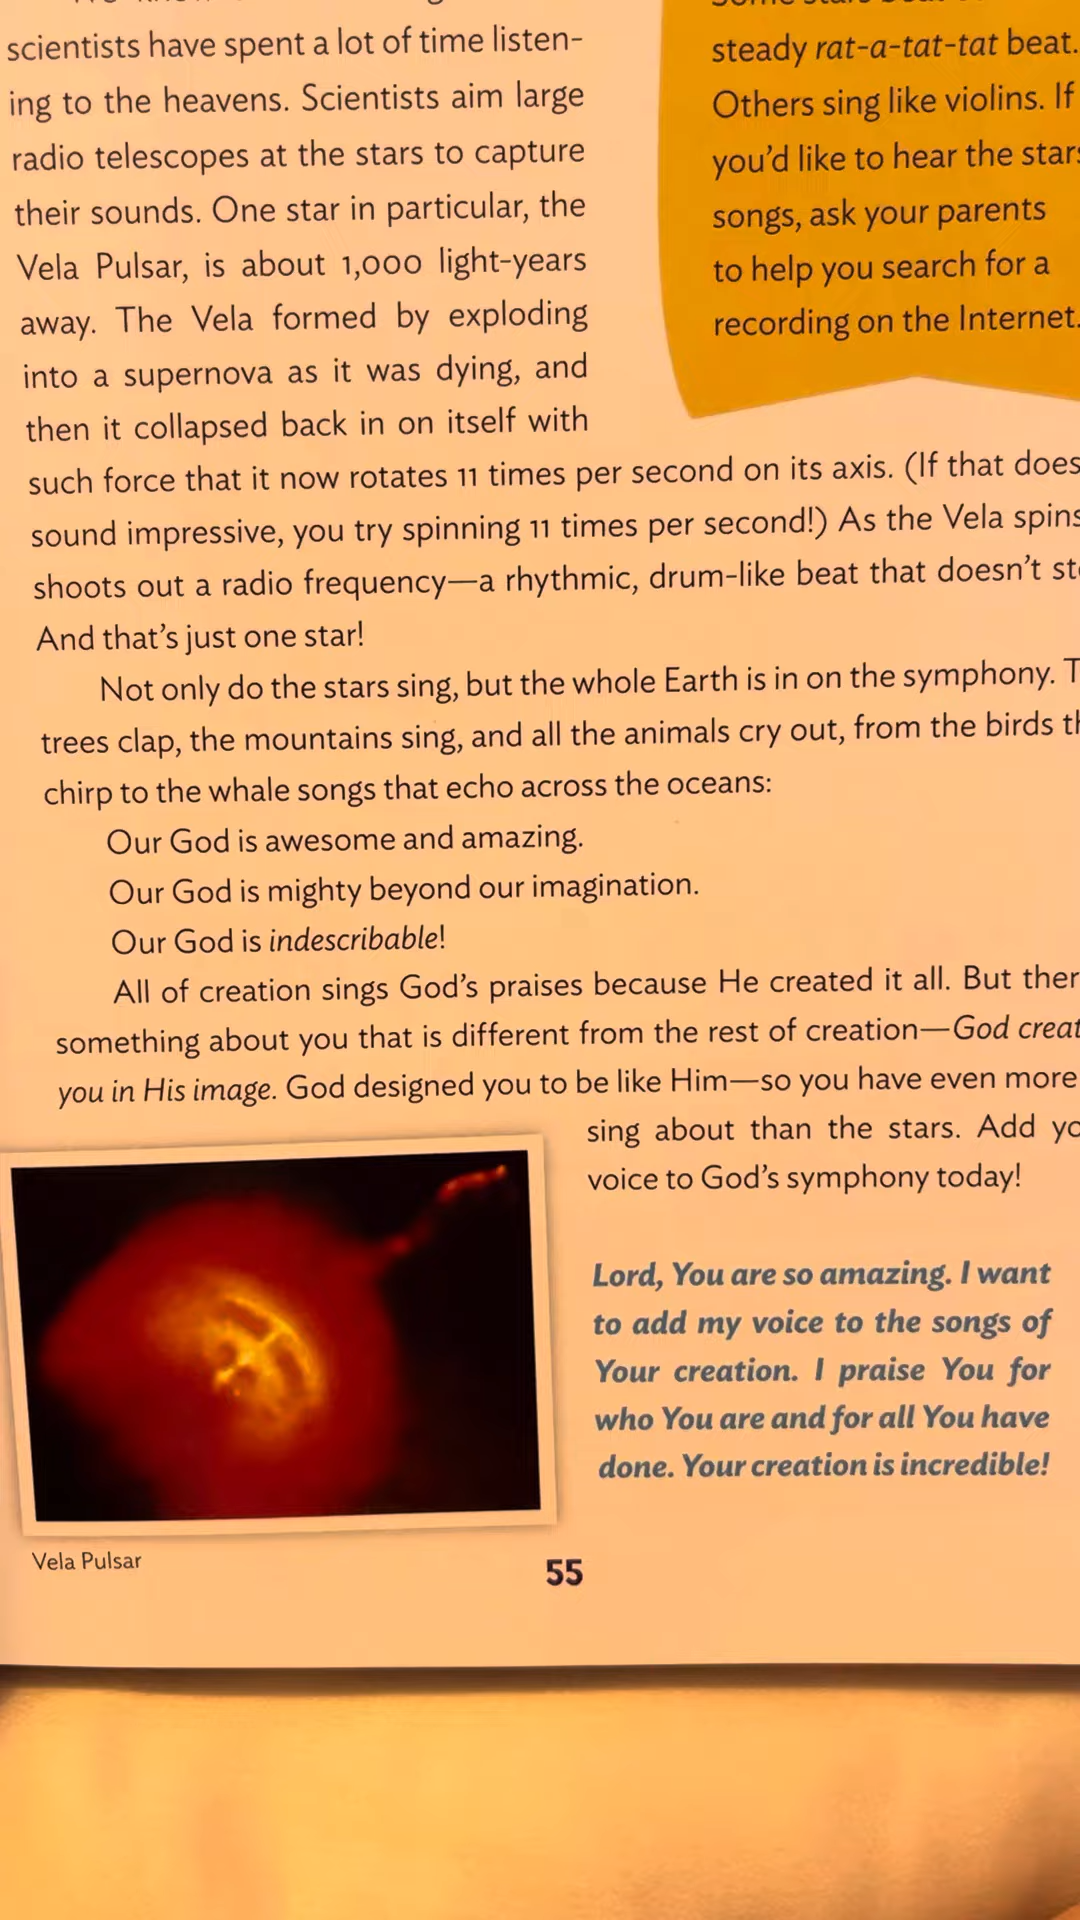 scientists have spent a lot of time listen-
ing to the heavens. Scientists aim large
radio telescopes at the stars to capture
their sounds. One star in particular, the
Vela Pulsar, is about 1,000 light-years
away. The Vela formed by exploding
into a supernova as it was dying, and
then it collapsed back in on itself with
such force that it now rotates 11 times per second on its axis. (If that does
sound impressive, you try spinning 11 times per second!) As the Vela spins
shoots out a radio frequency—a rhythmic, drum-like beat that doesn't
And that's just one star!
Not only do the stars sing, but the whole Earth is in on the symphony.
trees clap, the mountains sing, and all the animals cry out, from the birds
chirp to the whale songs that echo across the oceans:
Our God is awesome and amazing.
Our God is mighty beyond our imagination.
Our God is indescribable!
All of creation sings God's praises because He created it all. But
something about you that is different from the rest of creation—God
you in His image. God designed you to be like Him—so you have even more
sing about than the stars. Add
voice to God's symphony today!
Lord, You are so amazing. I want
to add my voice to the songs of
Your creation. I praise You for
who You are and for all You have
done. Your creation is incredible!
steady rat-a-tat-tat beat.
Others sing like violins. If
you'd like to hear the
songs, ask your parents
to help you search for a
recording on the Internet.
Vela Pulsar
55